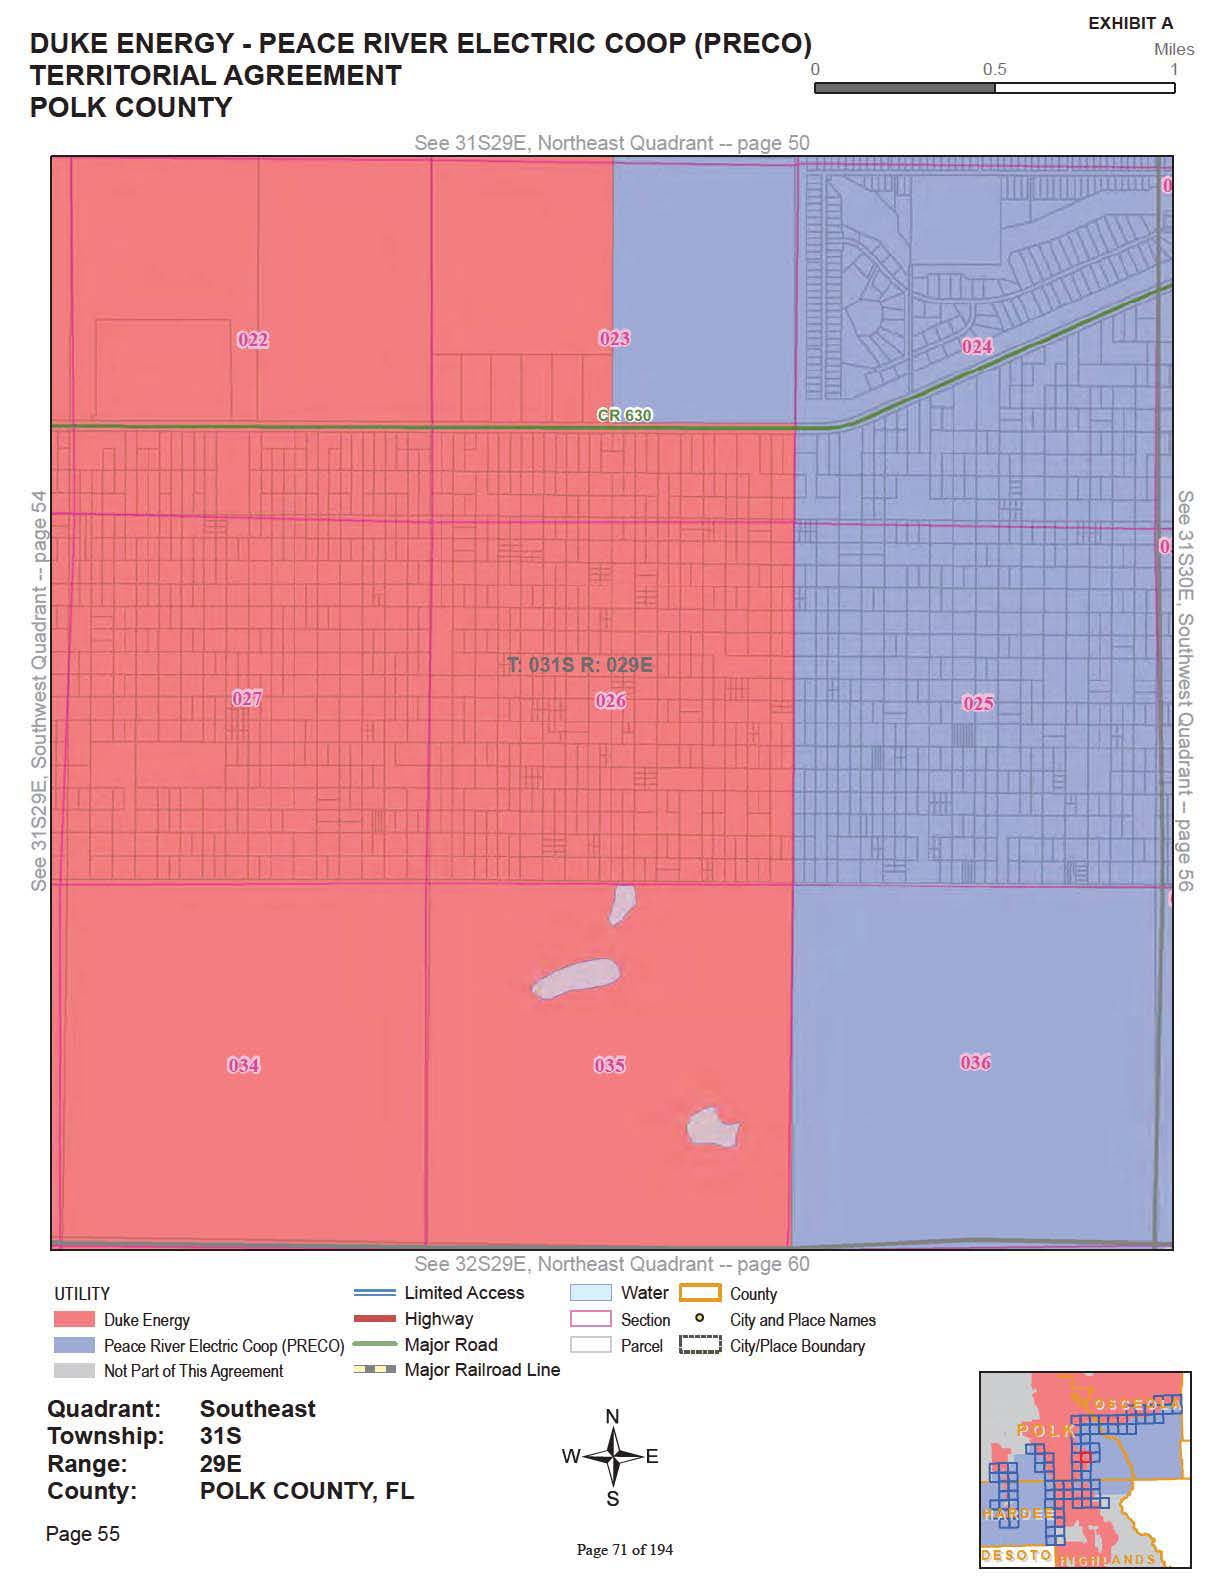 EXHIBIT A
DUKE ENERGY - PEACE RIVER ELECTRIC COOP (PRECO)
TERRITORIAL AGREEMENT
POLK COUNTY
Miles
0 0.5 1
See 31S29E, Northeast Quadrant -- page 50
022
023
024
CR 630
See 31S29E, Southwest Quadrant -- page 54
See 31S30E, Southwest Quadrant -- page 56
T: 031S R: 029E
027
026
025
034
035
036
See 32S29E, Northeast Quadrant -- page 60
UTILITY
Duke Energy
Peace River Electric Coop (PRECO)
Not Part of This Agreement
Limited Access
Highway
Major Road
Major Railroad Line
Water
Section
Parcel
County
City and Place Names
City/Place Boundary
Quadrant: Southeast
Township: 31S
Range: 29E
County: POLK COUNTY, FL
Page 55
N
W E
S
Page 71 of 194
OSCEOLA
POLK
HARDEE
DESOTO
HIGHLANDS